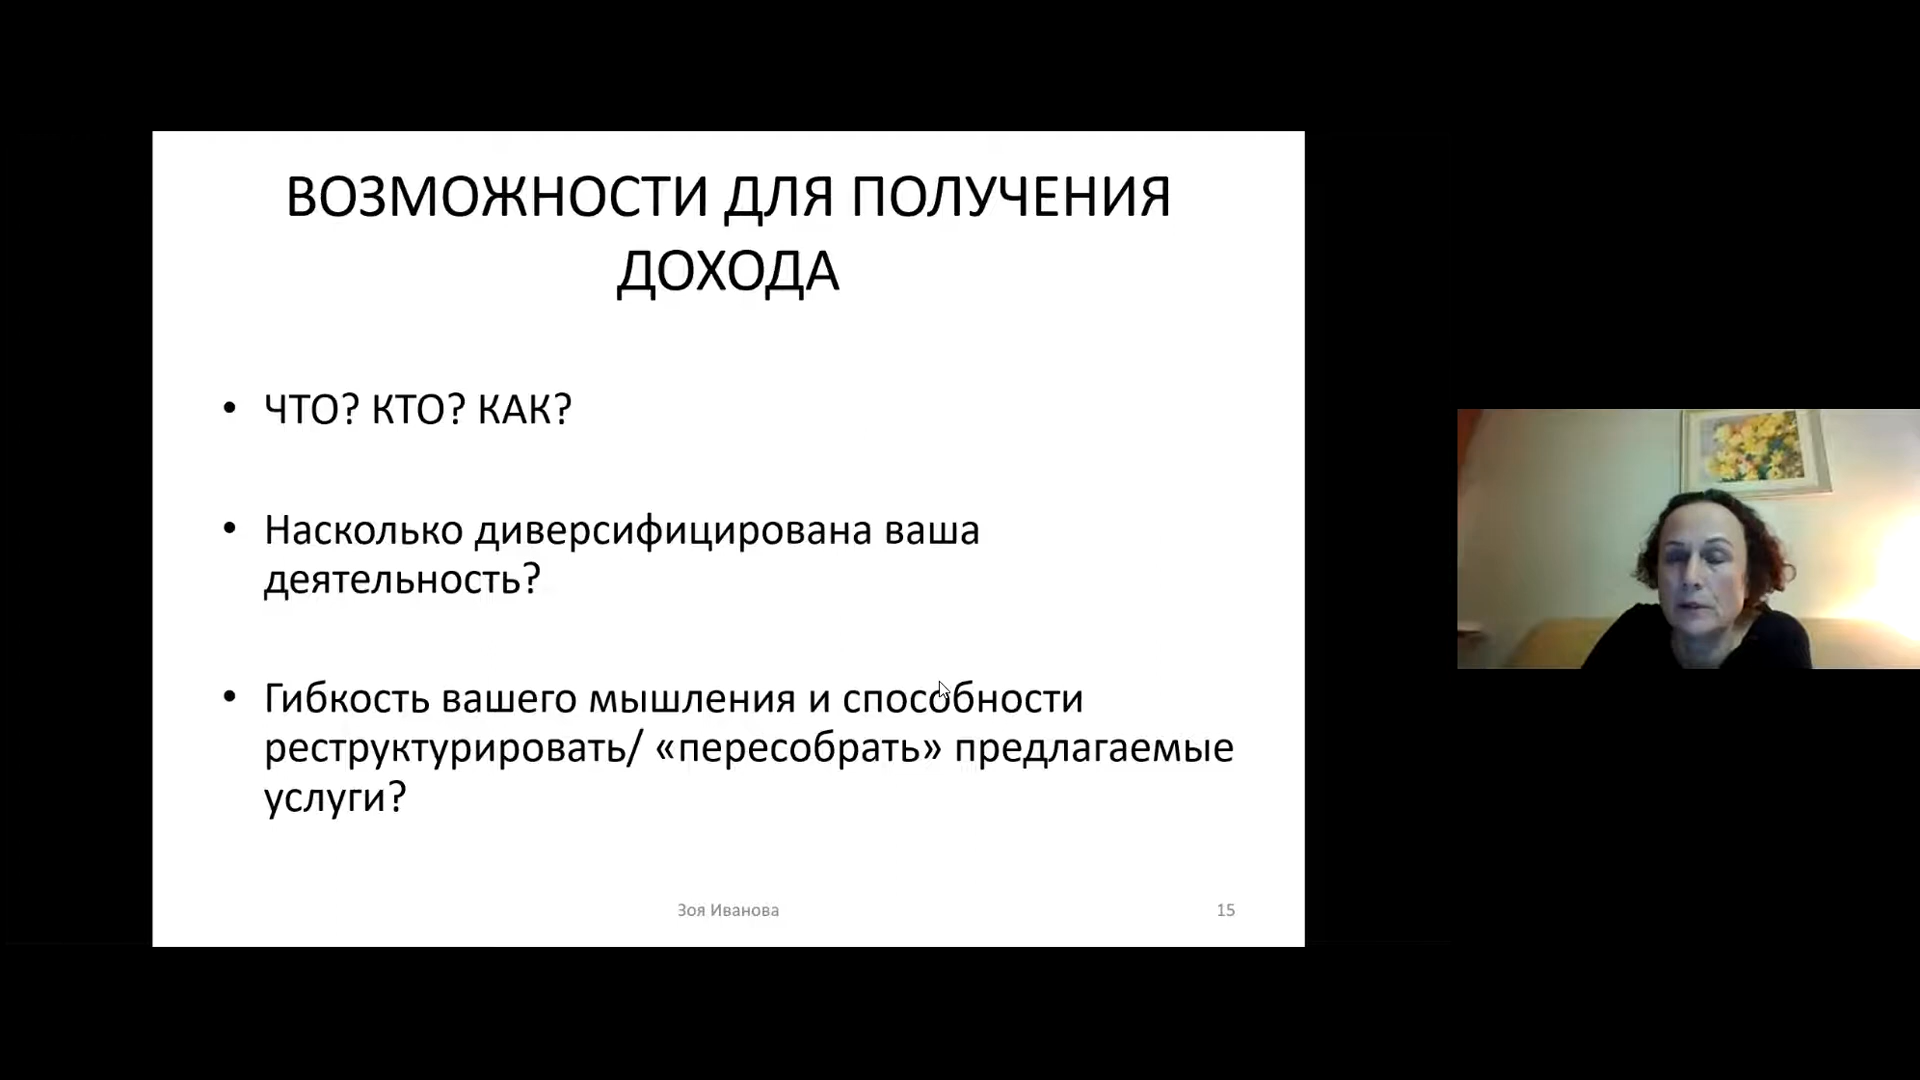 ВОЗМОЖНОСТИ ДЛЯ ПОЛУЧЕНИЯ
ДОХОДА
• ЧТО? КТО? КАК?
• Насколько диверсифицирована ваша
деятельность?
• Гибкость вашего мышления и способности
реструктурировать/ «пересобрать» предлагаемые
услуги?
Зоя Иванова
15